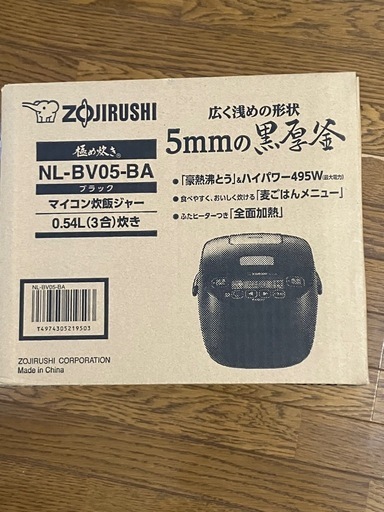 ZOJIRUSHI
極め炊き®
NL-BV05-BA
ブラック
マイコン炊飯ジャー
0.54L(3合)炊き
広く浅めの形状
5mmの黒厚釜
●「豪熱沸とう」&ハイパワー495W(最大電力)
●食べやすく、おいしく炊ける「麦ごはんメニュー」
●ふたヒーターつき「全面加熱」
NL-BV05-BA
T4974305219503
ZOJIRUSHI CORPORATION
Made in China
ZOJIRUSHI